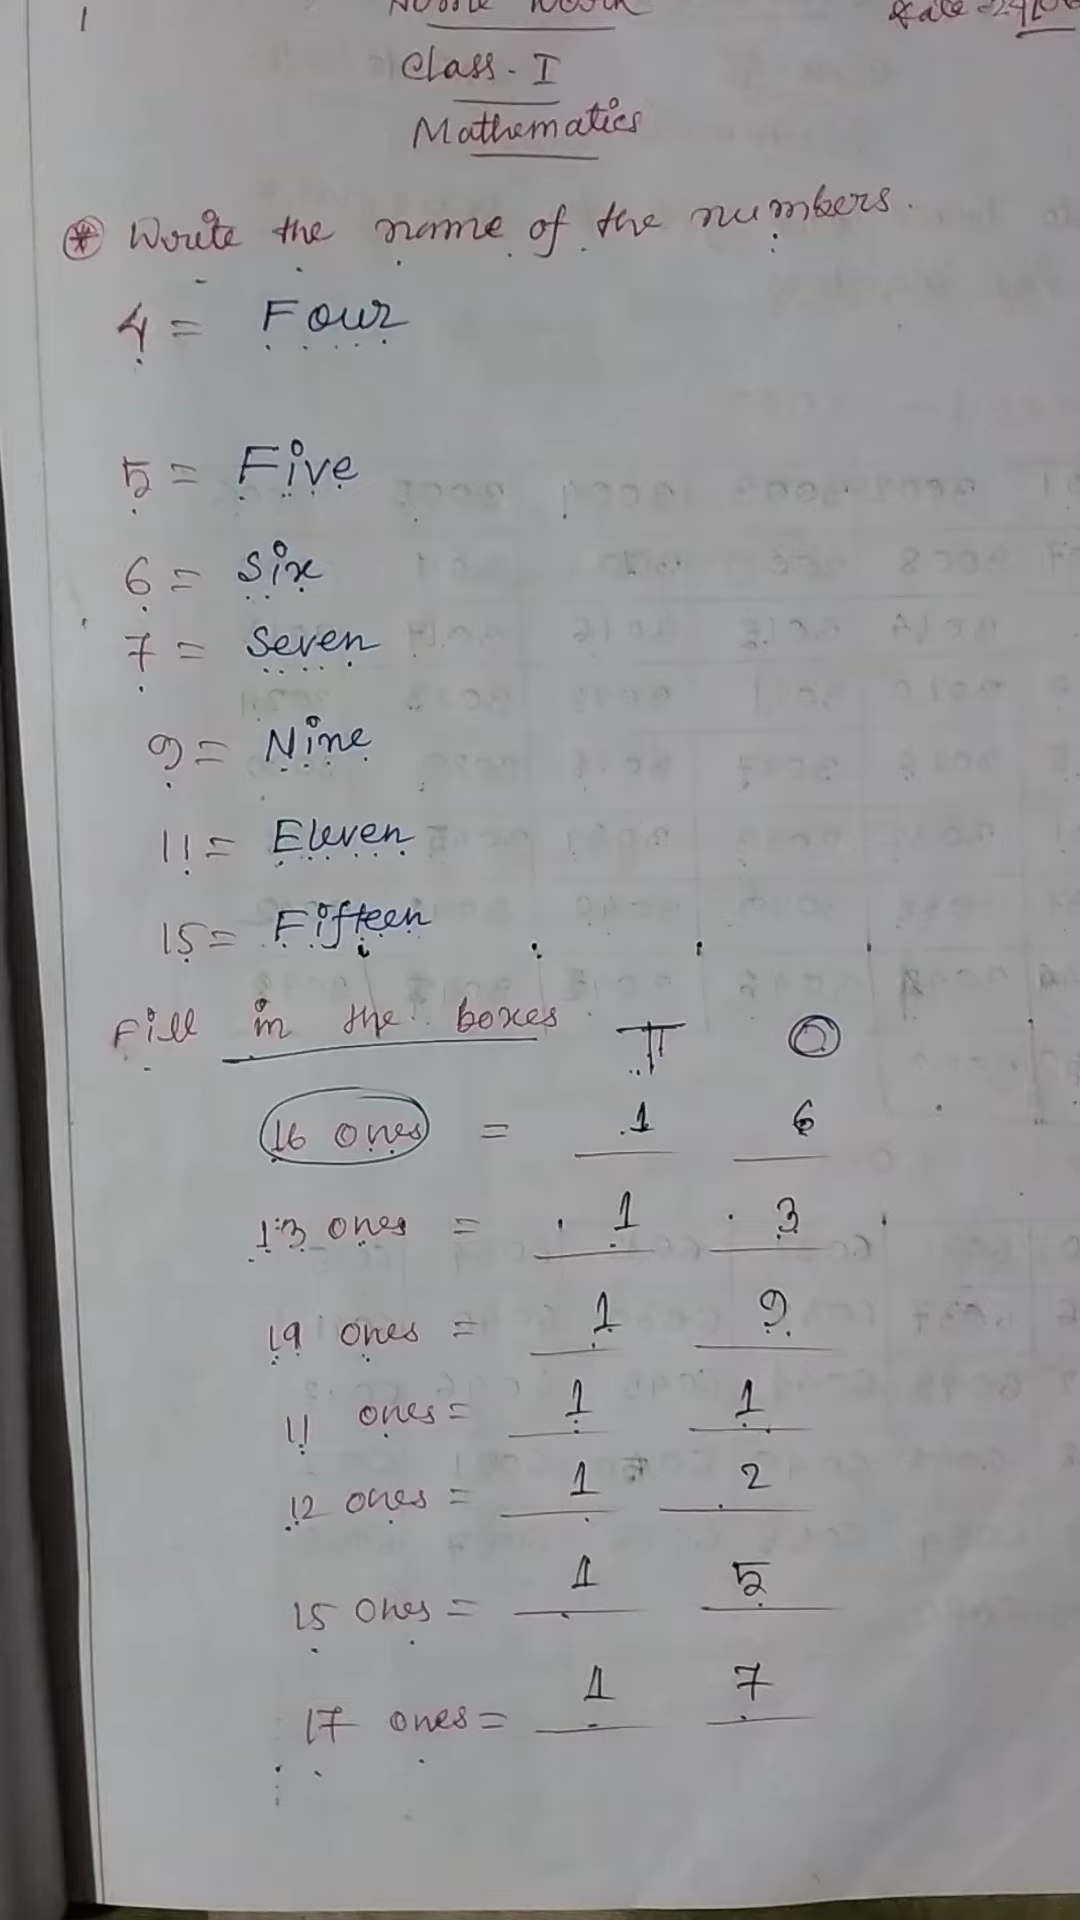 1
Class - I
Mathematics
* Write the name of the numbers.
4 = Four
5 = Five
6 = Six
7 = Seven
9 = Nine
11 = Eleven
15 = Fifteen
Fill in the boxes T O
16 ones = 1 6
13 ones = 1 3
19 ones = 1 9
11 ones = 1 1
12 ones = 1 2
15 ones = 1 5
17 ones = 1 7